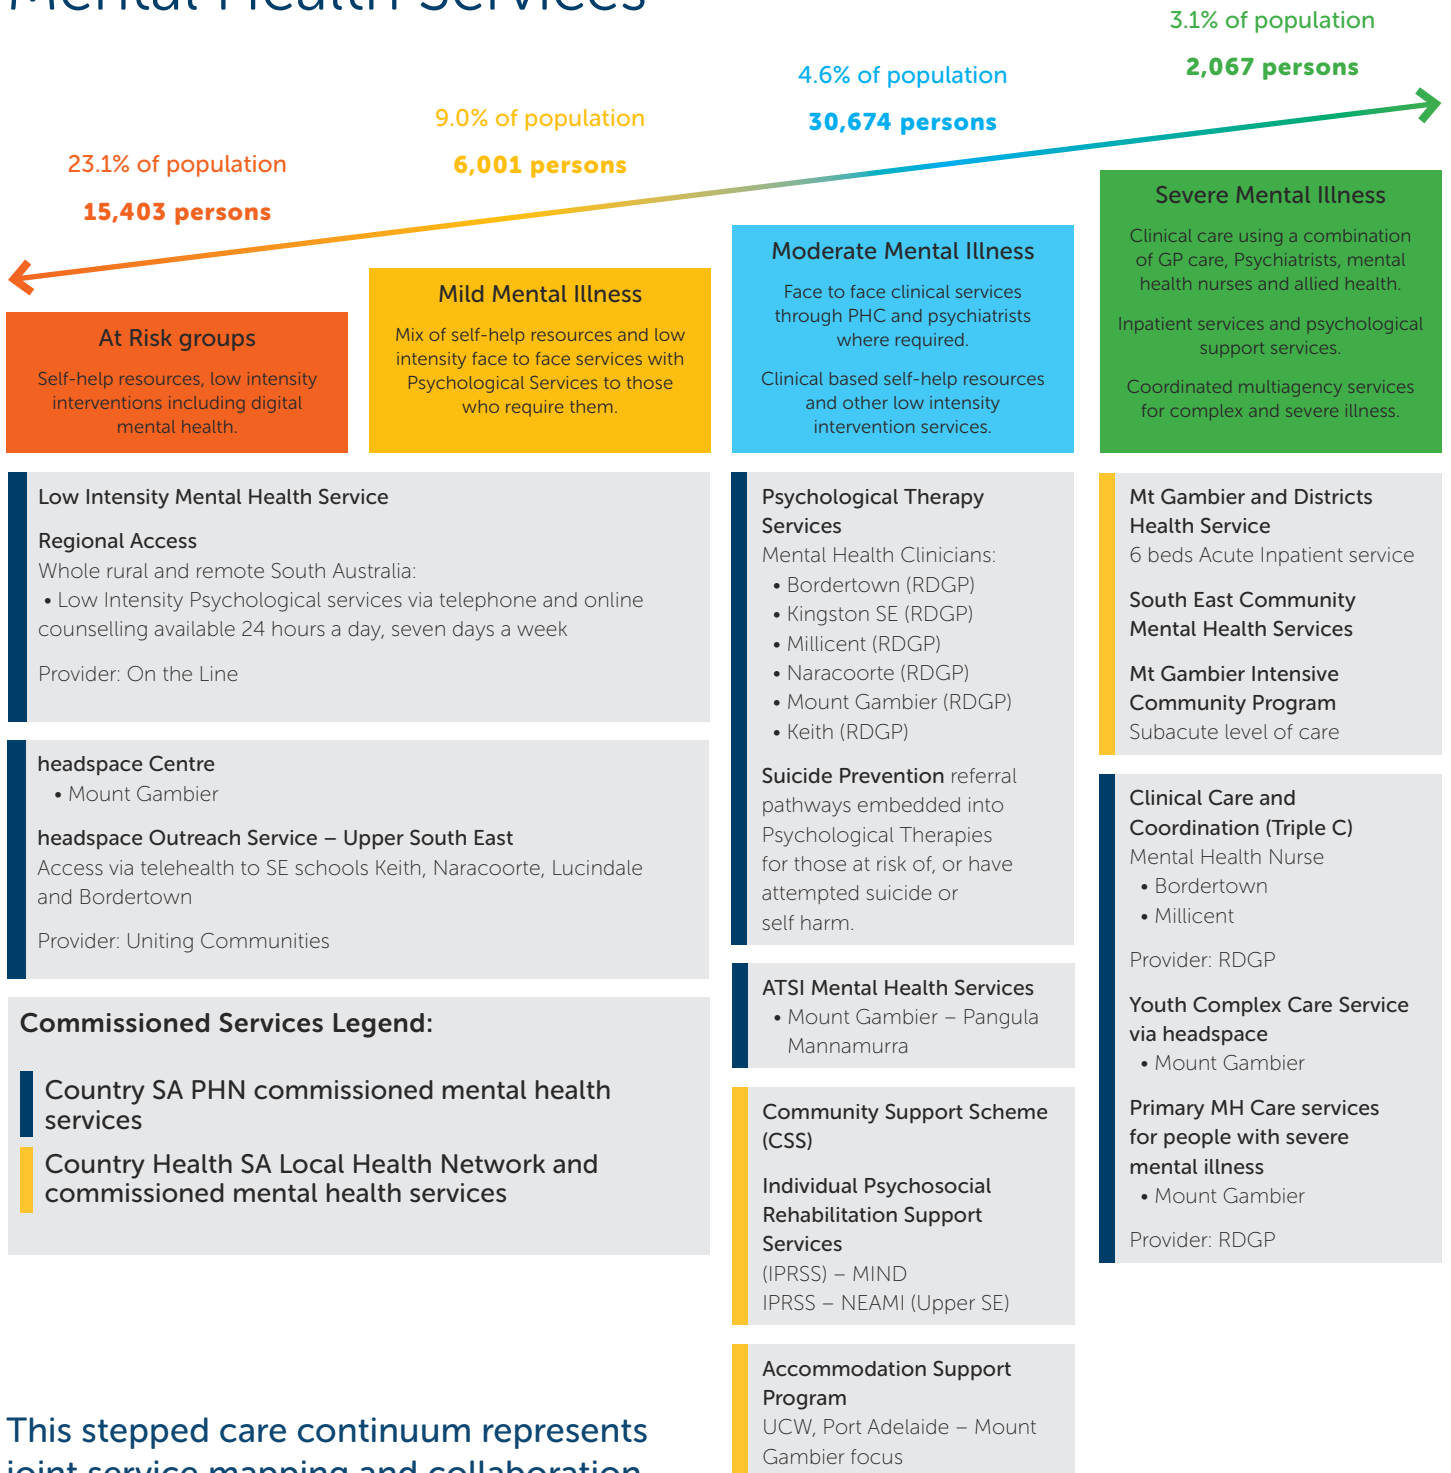 Mental Health Services
23.1% of population
15,403 persons
9.0% of population
6,001 persons
4.6% of population
30,674 persons
3.1% of population
2,067 persons
At Risk groups
Self-help resources, low intensity
interventions including digital
mental health.
Mild Mental Illness
Mix of self-help resources and low
intensity face to face services with
Psychological Services to those
who require them.
Moderate Mental Illness
Face to face clinical services
through PHC and psychiatrists
where required.
Clinical based self-help resources
and other low intensity
intervention services.
Severe Mental Illness
Clinical care using a combination
of GP care, Psychiatrists, mental
health nurses and allied health.
Inpatient services and psychological
support services.
Coordinated multiagency services
for complex and severe illness.
Low Intensity Mental Health Service
Regional Access
Whole rural and remote South Australia:
• Low Intensity Psychological services via telephone and online
counselling available 24 hours a day, seven days a week
Provider: On the Line
headspace Centre
• Mount Gambier
headspace Outreach Service – Upper South East
Access via telehealth to SE schools Keith, Naracoorte, Lucindale
and Bordertown
Provider: Uniting Communities
Commissioned Services Legend:
Country SA PHN commissioned mental health
services
Country Health SA Local Health Network and
commissioned mental health services
Psychological Therapy
Services
Mental Health Clinicians:
• Bordertown (RDGP)
• Kingston SE (RDGP)
• Millicent (RDGP)
• Naracoorte (RDGP)
• Mount Gambier (RDGP)
• Keith (RDGP)
Suicide Prevention referral
pathways embedded into
Psychological Therapies
for those at risk of, or have
attempted suicide or
self harm.
ATSI Mental Health Services
• Mount Gambier – Pangula
Mannamurra
Community Support Scheme
(CSS)
Individual Psychosocial
Rehabilitation Support
Services
(IPRSS) – MIND
IPRSS – NEAMI (Upper SE)
Accommodation Support
Program
UCW, Port Adelaide – Mount
Gambier focus
Mt Gambier and Districts
Health Service
6 beds Acute Inpatient service
South East Community
Mental Health Services
Mt Gambier Intensive
Community Program
Subacute level of care
Clinical Care and
Coordination (Triple C)
Mental Health Nurse
• Bordertown
• Millicent
Provider: RDGP
Youth Complex Care Service
via headspace
• Mount Gambier
Primary MH Care services
for people with severe
mental illness
• Mount Gambier
Provider: RDGP
This stepped care continuum represents
joint service mapping and collaboration